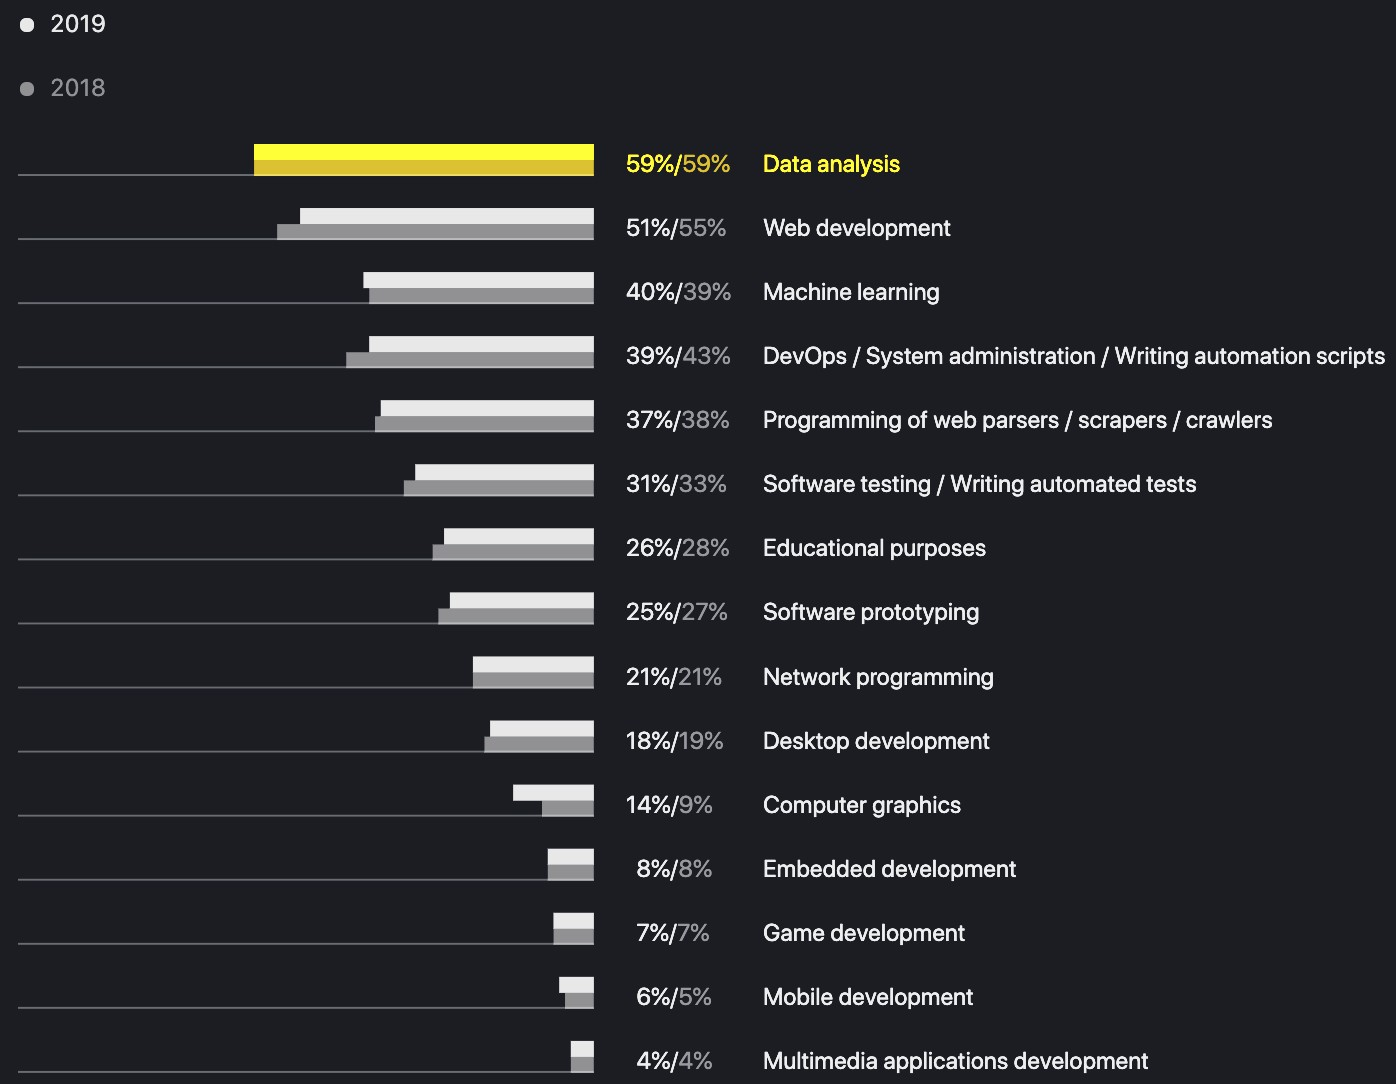 2019
2018
59%/59% Data analysis
51%/55% Web development
40%/39% Machine learning
39%/43% DevOps / System administration / Writing automation scripts
37%/38% Programming of web parsers / scrapers / crawlers
31%/33% Software testing / Writing automated tests
26%/28% Educational purposes
25%/27% Software prototyping
21%/21% Network programming
18%/19% Desktop development
14%/9% Computer graphics
8%/8% Embedded development
7%/7% Game development
6%/5% Mobile development
4%/4% Multimedia applications development